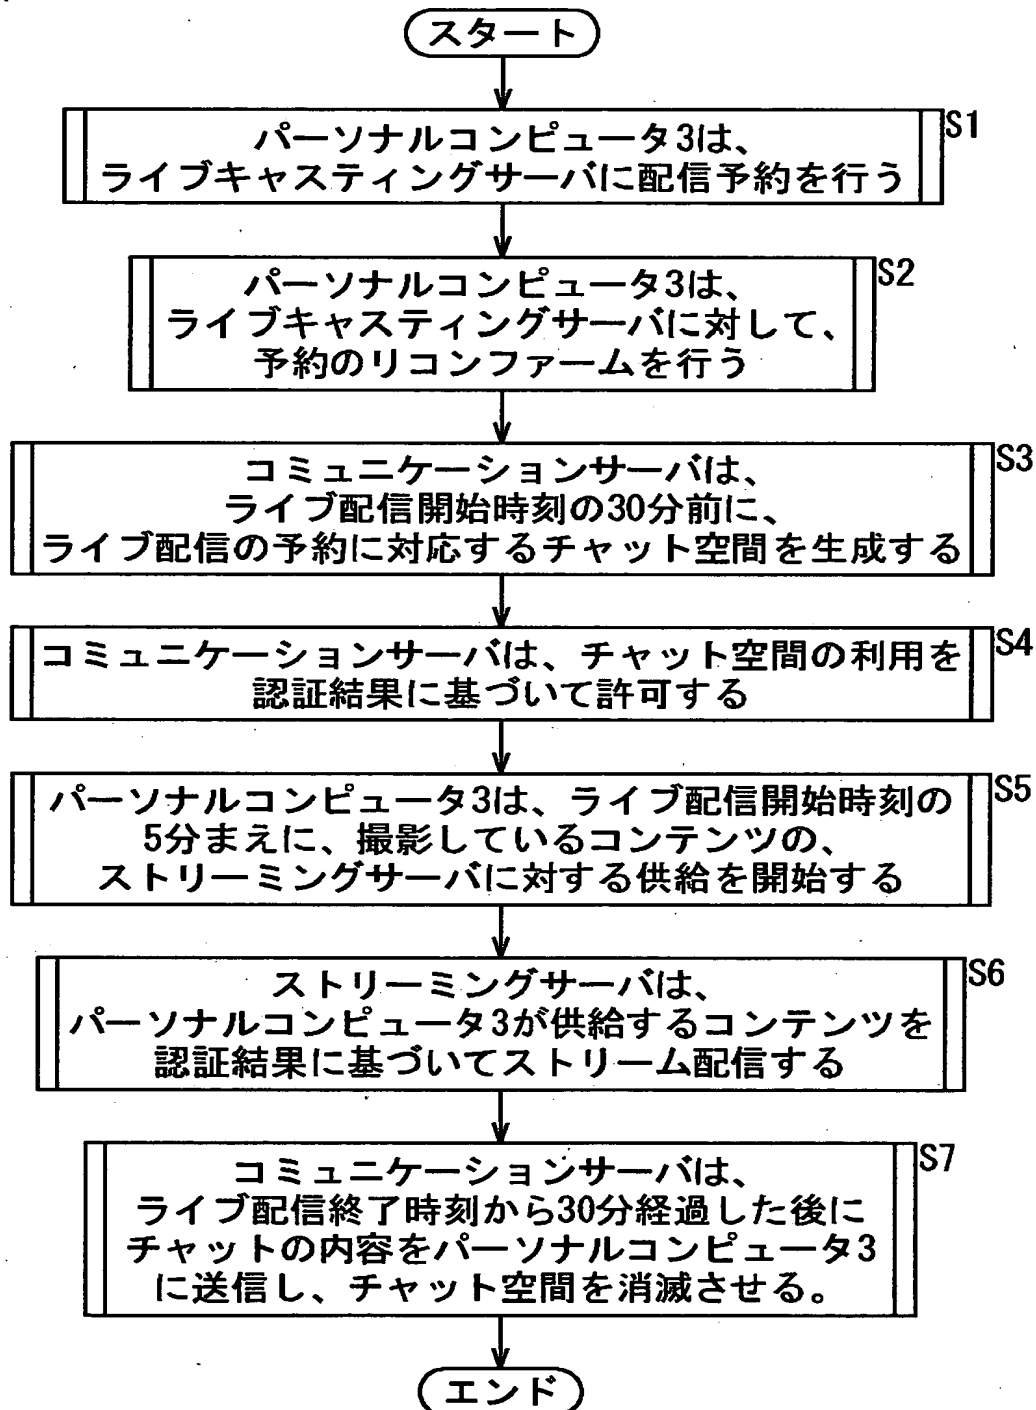 スタート
S1
パーソナルコンピュータ3は、
ライブキャスティングサーバに配信予約を行う
S2
パーソナルコンピュータ3は、
ライブキャスティングサーバに対して、
予約のリコンファームを行う
S3
コミュニケーションサーバは、
ライブ配信開始時刻の30分前に、
ライブ配信の予約に対応するチャット空間を生成する
S4
コミュニケーションサーバは、チャット空間の利用を
認証結果に基づいて許可する
S5
パーソナルコンピュータ3は、ライブ配信開始時刻の
5分まえに、撮影しているコンテンツの、
ストリーミングサーバに対する供給を開始する
S6
ストリーミングサーバは、
パーソナルコンピュータ3が供給するコンテンツを
認証結果に基づいてストリーム配信する
S7
コミュニケーションサーバは、
ライブ配信終了時刻から30分経過した後に
チャットの内容をパーソナルコンピュータ3
に送信し、チャット空間を消滅させる。
エンド